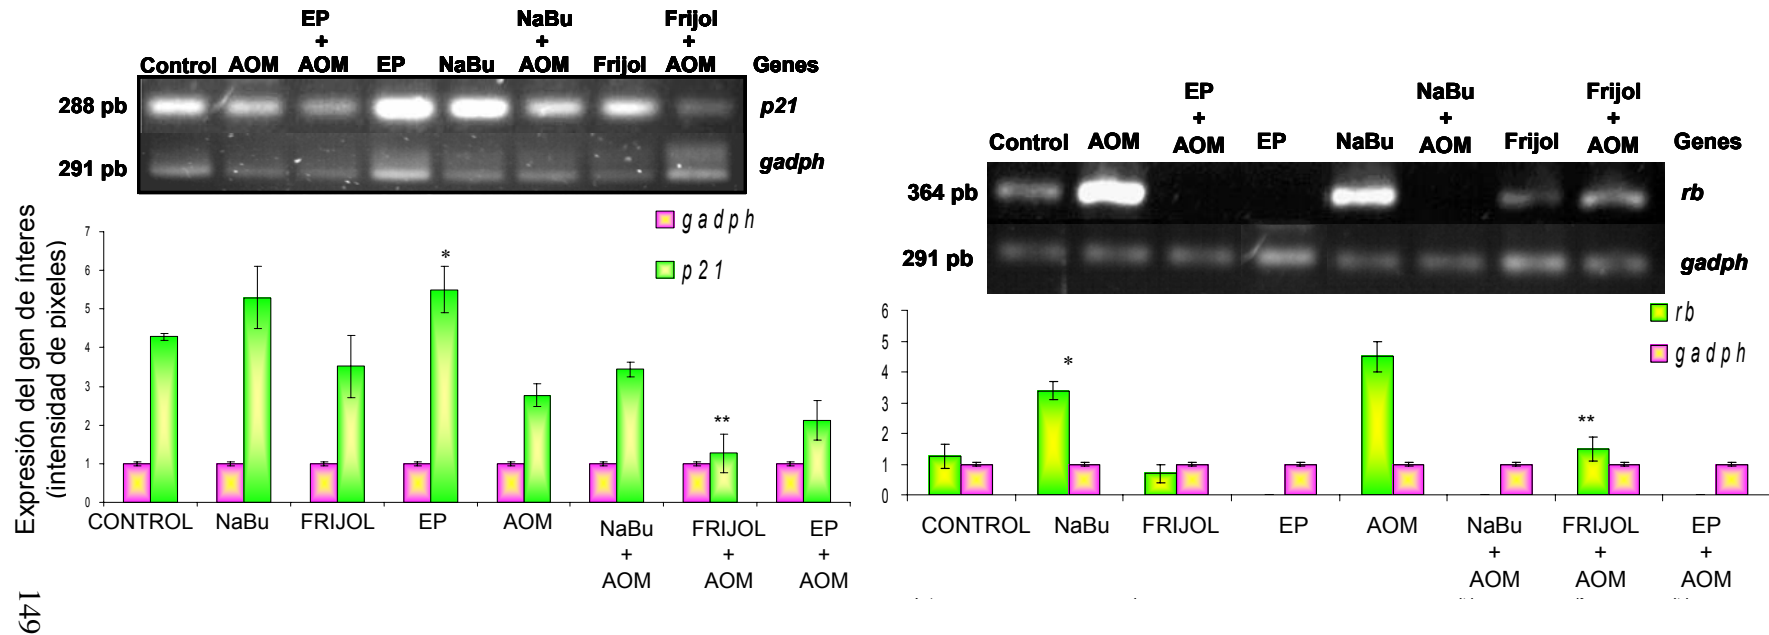 EP NaBu Frijol
+ + +
Control AOM AOM EP NaBu AOM Frijol AOM Genes
288 pb p21
291 pb gadph
Expresión del gen de ínteres
(intensidad de pixeles)
gadph
p21
7
6
5
4
3
2
1
0
*
**
CONTROL NaBu FRIJOL EP AOM NaBu FRIJOL EP
+ + +
AOM AOM AOM
EP NaBu Frijol
+ + +
Control AOM AOM EP NaBu AOM Frijol AOM Genes
364 pb rb
291 pb gadph
rb
gadph
6
5
4
3
2
1
0
*
**
CONTROL NaBu FRIJOL EP AOM NaBu FRIJOL EP
+ + +
AOM AOM AOM
149